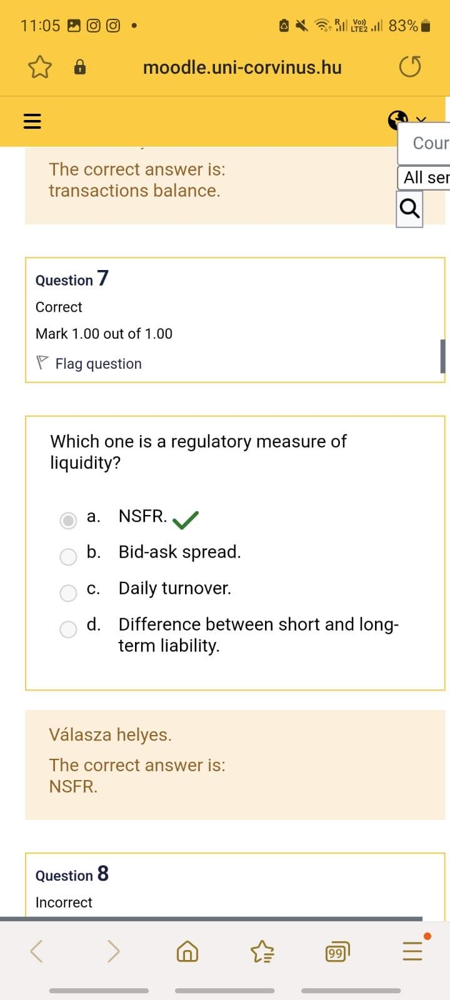 11:05
Vo))
R
LTE2
83%
moodle.uni-corvinus.hu
Cour
All ser
The correct answer is:
transactions balance.
Question 7
Correct
Mark 1.00 out of 1.00
Flag question
Which one is a regulatory measure of
liquidity?
a. NSFR.
b. Bid-ask spread.
c. Daily turnover.
d. Difference between short and long-
term liability.
Válasza helyes.
The correct answer is:
NSFR.
Question 8
Incorrect
99